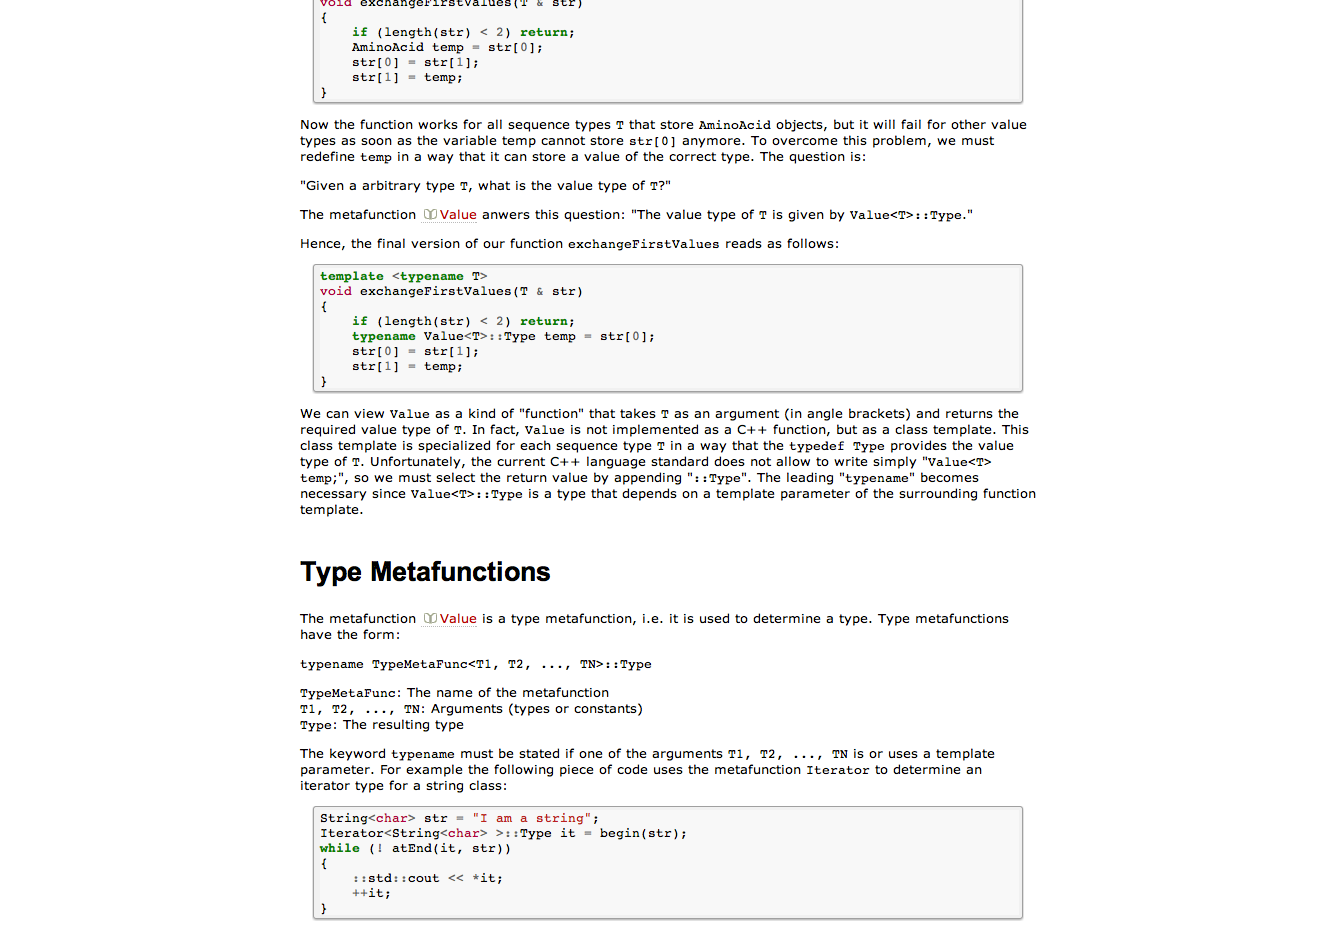 void exchangeFirstValues(T & str)
{
    if (length(str) < 2) return;
    AminoAcid temp = str[0];
    str[0] = str[1];
    str[1] = temp;
}
Now the function works for all sequence types T that store AminoAcid objects, but it will fail for other value
types as soon as the variable temp cannot store str[0] anymore. To overcome this problem, we must
redefine temp in a way that it can store a value of the correct type. The question is:
"Given a arbitrary type T, what is the value type of T?"
The metafunction Value anwers this question: "The value type of T is given by Value<T>::Type."
Hence, the final version of our function exchangeFirstValues reads as follows:
template <typename T>
void exchangeFirstValues(T & str)
{
    if (length(str) < 2) return;
    typename Value<T>::Type temp = str[0];
    str[0] = str[1];
    str[1] = temp;
}
We can view Value as a kind of "function" that takes T as an argument (in angle brackets) and returns the
required value type of T. In fact, Value is not implemented as a C++ function, but as a class template. This
class template is specialized for each sequence type T in a way that the typedef Type provides the value
type of T. Unfortunately, the current C++ language standard does not allow to write simply "Value<T>
temp;", so we must select the return value by appending "::Type". The leading "typename" becomes
necessary since Value<T>::Type is a type that depends on a template parameter of the surrounding function
template.
Type Metafunctions
The metafunction Value is a type metafunction, i.e. it is used to determine a type. Type metafunctions
have the form:
typename TypeMetaFunc<T1, T2, ..., TN>::Type
TypeMetaFunc: The name of the metafunction
T1, T2, ..., TN: Arguments (types or constants)
Type: The resulting type
The keyword typename must be stated if one of the arguments T1, T2, ..., TN is or uses a template
parameter. For example the following piece of code uses the metafunction Iterator to determine an
iterator type for a string class:
String<char> str = "I am a string";
Iterator<String<char> >::Type it = begin(str);
while (! atEnd(it, str))
{
    ::std::cout << *it;
    ++it;
}